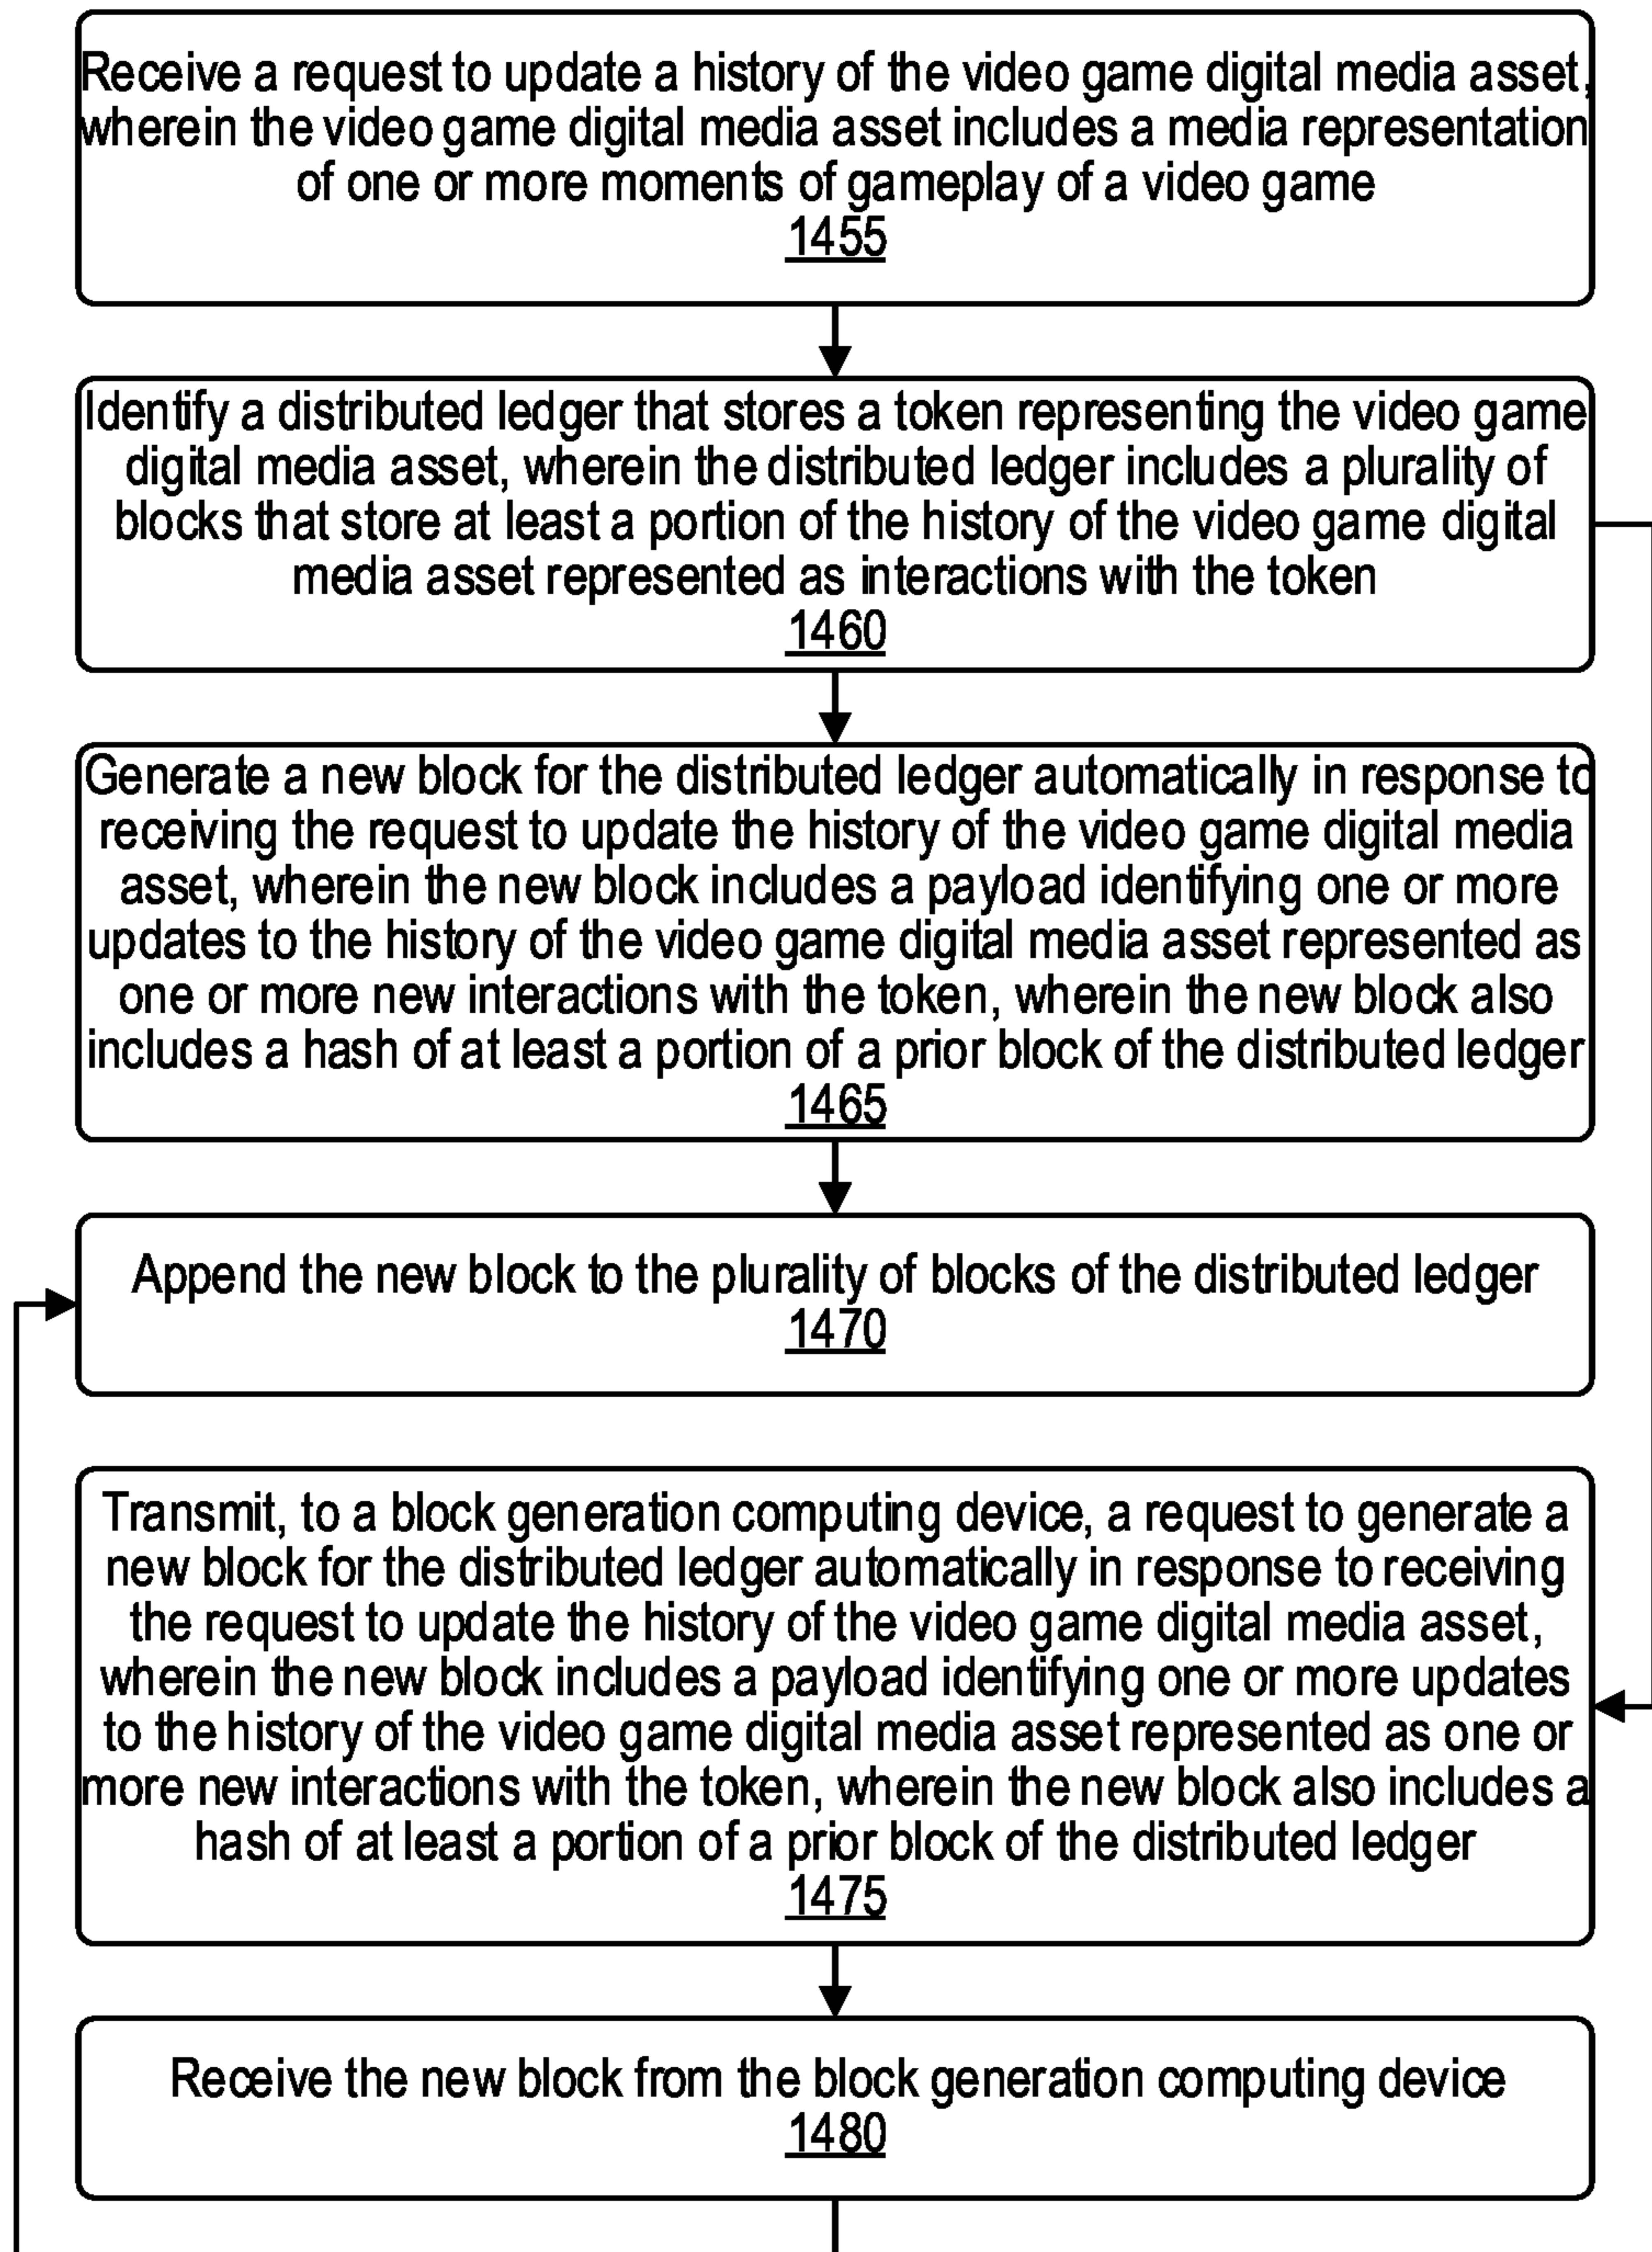 Receive a request to update a history of the video game digital media asset,
wherein the video game digital media asset includes a media representation
of one or more moments of gameplay of a video game
1455
Identify a distributed ledger that stores a token representing the video game
digital media asset, wherein the distributed ledger includes a plurality of
blocks that store at least a portion of the history of the video game digital
media asset represented as interactions with the token
1460
Generate a new block for the distributed ledger automatically in response to
receiving the request to update the history of the video game digital media
asset, wherein the new block includes a payload identifying one or more
updates to the history of the video game digital media asset represented as
one or more new interactions with the token, wherein the new block also
includes a hash of at least a portion of a prior block of the distributed ledger
1465
Append the new block to the plurality of blocks of the distributed ledger
1470
Transmit, to a block generation computing device, a request to generate a
new block for the distributed ledger automatically in response to receiving
the request to update the history of the video game digital media asset,
wherein the new block includes a payload identifying one or more updates
to the history of the video game digital media asset represented as one or
more new interactions with the token, wherein the new block also includes a
hash of at least a portion of a prior block of the distributed ledger
1475
Receive the new block from the block generation computing device
1480